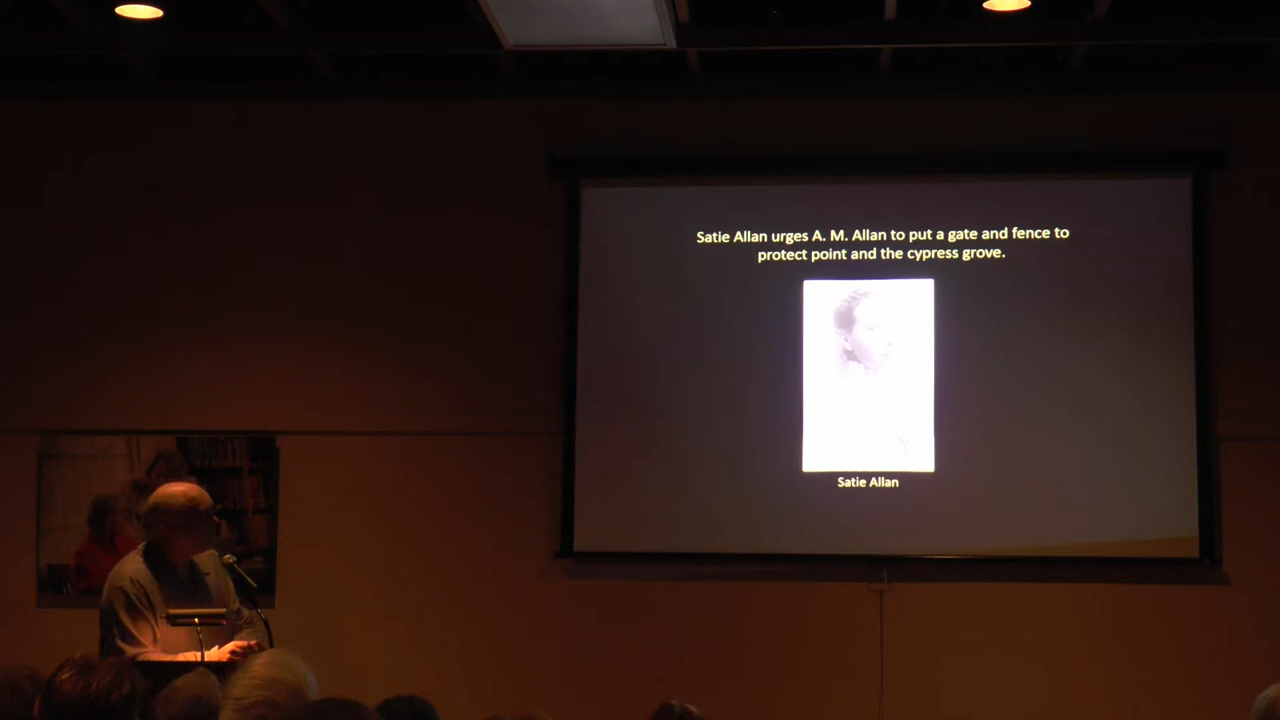 Satie Allan urges A. M. Allan to put a gate and fence to
protect point and the cypress grove.
Satie Allan